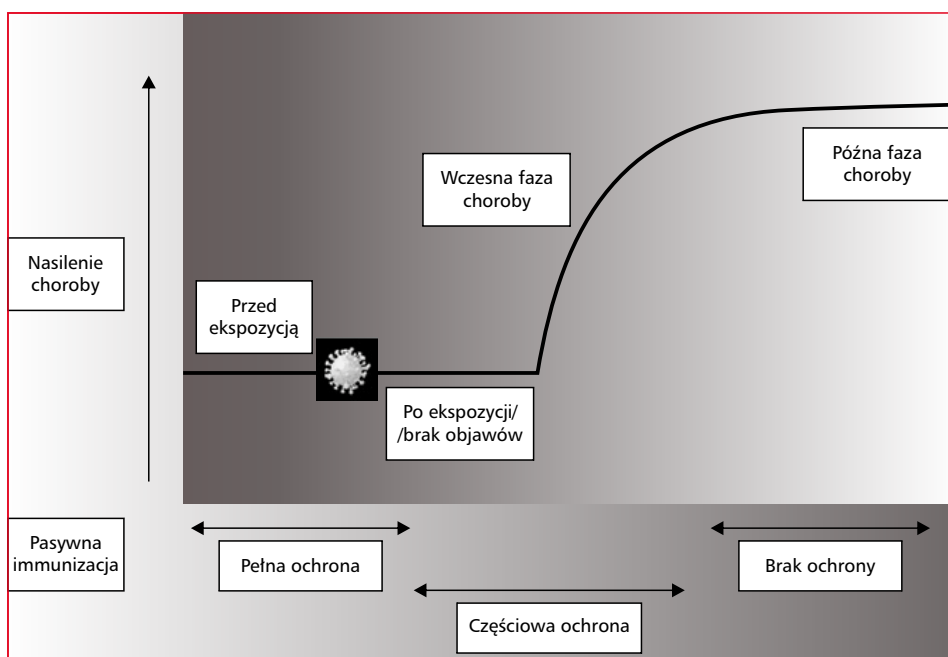 Wczesna faza
choroby
Późna faza
choroby
Nasilenie
choroby
Przed
ekspozycją
Po ekspozycji/
/brak objawów
Pasywna
immunizacja
Pełna ochrona
Brak ochrony
Częściowa ochrona